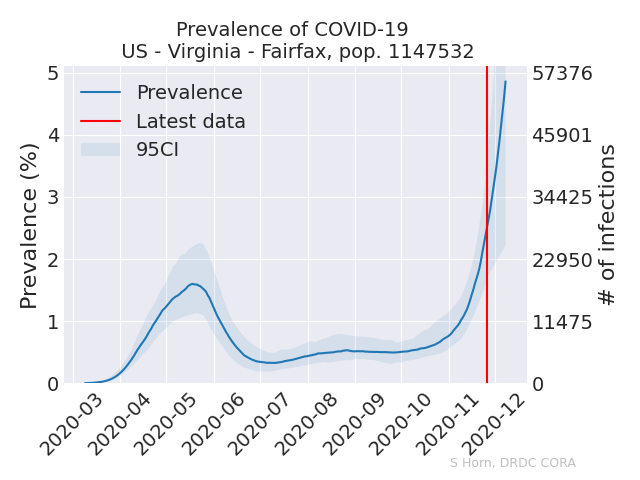 Prevalence of COVID-19
US - Virginia - Fairfax, pop. 1147532
Prevalence
Latest data
95CI
Prevalence (%)
5
4
3
2
1
0
# of infections
57376
45901
34425
22950
11475
0
2020-03
2020-04
2020-05
2020-06
2020-07
2020-08
2020-09
2020-10
2020-11
2020-12
S Horn, DRDC CORA